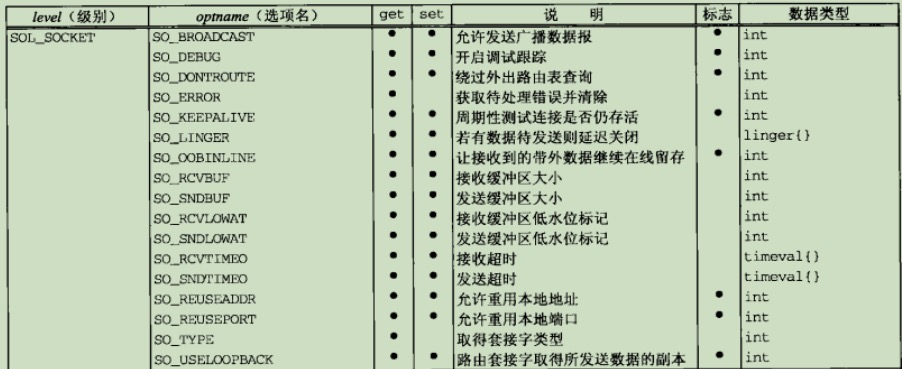 level（级别） optname（选项名） get set 说 明 标志 数据类型
SOL_SOCKET SO_BROADCAST • • 允许发送广播数据报 • int
SO_DEBUG • • 开启调试跟踪 • int
SO_DONTROUTE • • 绕过外出路由表查询 • int
SO_ERROR • 获取待处理错误并清除 int
SO_KEEPALIVE • • 周期性测试连接是否仍存活 • int
SO_LINGER • • 若有数据待发送则延迟关闭 linger{}
SO_OOBINLINE • • 让接收到的带外数据继续在线留存 • int
SO_RCVBUF • • 接收缓冲区大小 int
SO_SNDBUF • • 发送缓冲区大小 int
SO_RCVLOWAT • • 接收缓冲区低水位标记 int
SO_SNDLOWAT • • 发送缓冲区低水位标记 int
SO_RCVTIMEO • • 接收超时 timeval{}
SO_SNDTIMEO • • 发送超时 timeval{}
SO_REUSEADDR • • 允许重用本地地址 • int
SO_REUSEPORT • • 允许重用本地端口 • int
SO_TYPE • 取得套接字类型 int
SO_USELOOPBACK • • 路由套接字取得所发送数据的副本 • int